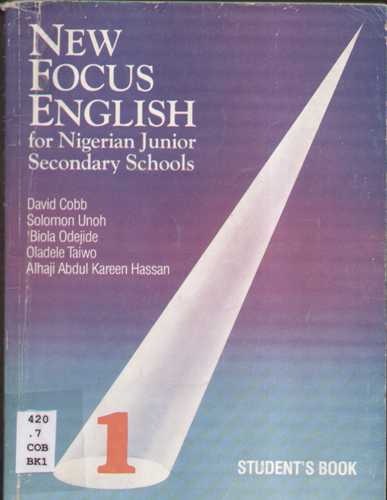 NEW
FOCUS
ENGLISH
for Nigerian Junior
Secondary Schools
David Cobb
Solomon Unoh
'Biola Odejide
Oladele Taiwo
Alhaji Abdul Kareen Hassan
420
.7
COB
BK1
1
STUDENT'S BOOK